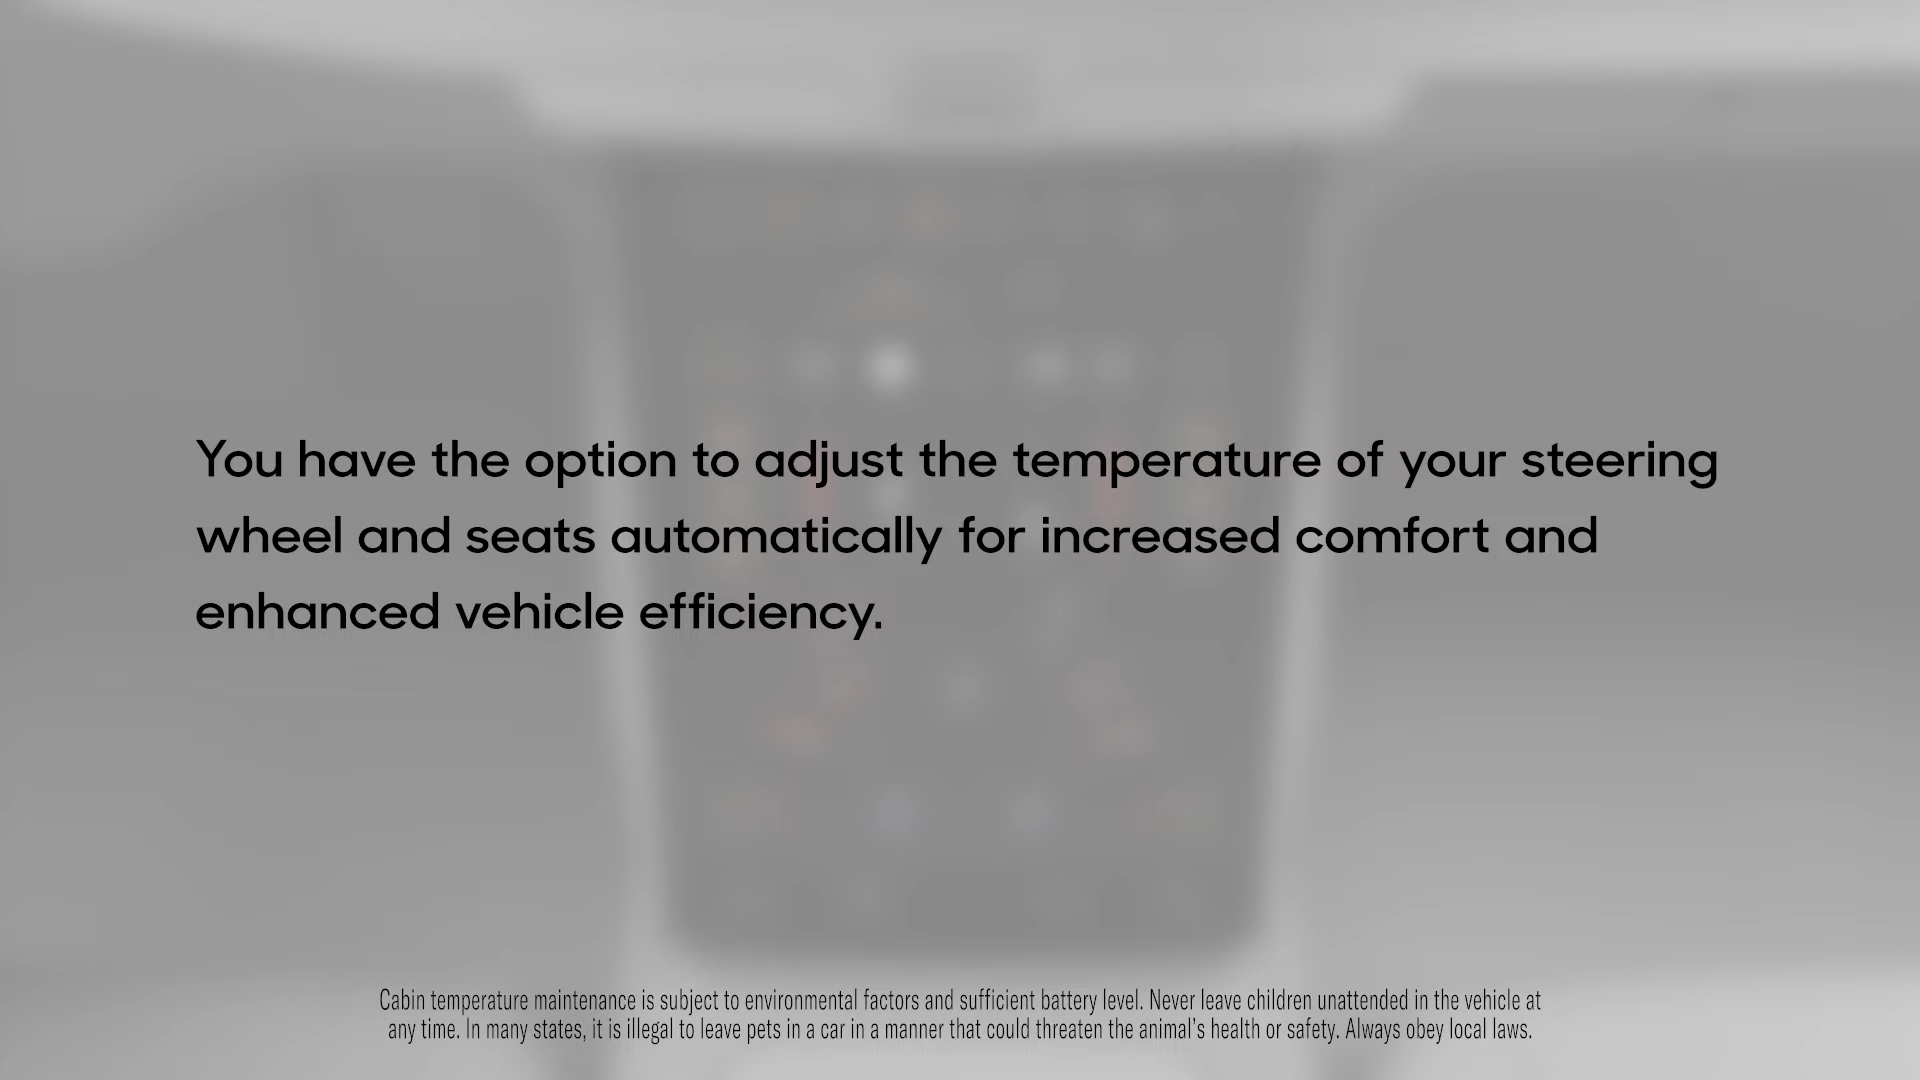 You have the option to adjust the temperature of your steering
wheel and seats automatically for increased comfort and
enhanced vehicle efficiency.
Cabin temperature maintenance is subject to environmental factors and sufficient battery level. Never leave children unattended in the vehicle at
any time. In many states, it is illegal to leave pets in a car in a manner that could threaten the animal’s health or safety. Always obey local laws.